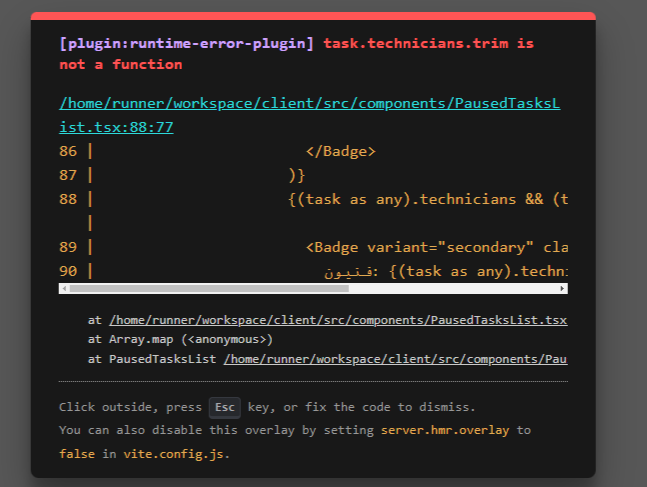 [plugin:runtime-error-plugin] task.technicians.trim is
not a function
/home/runner/workspace/client/src/components/PausedTasksL
ist.tsx:88:77
86 | </Badge>
87 | )}
88 | {(task as any).technicians && (t
|
89 | <Badge variant="secondary" cla
90 | فنيون: {(task as any).techn
at /home/runner/workspace/client/src/components/PausedTasksList.tsx
at Array.map (<anonymous>)
at PausedTasksList /home/runner/workspace/client/src/components/Pau
Click outside, press Esc key, or fix the code to dismiss.
You can also disable this overlay by setting server.hmr.overlay to
false in vite.config.js.